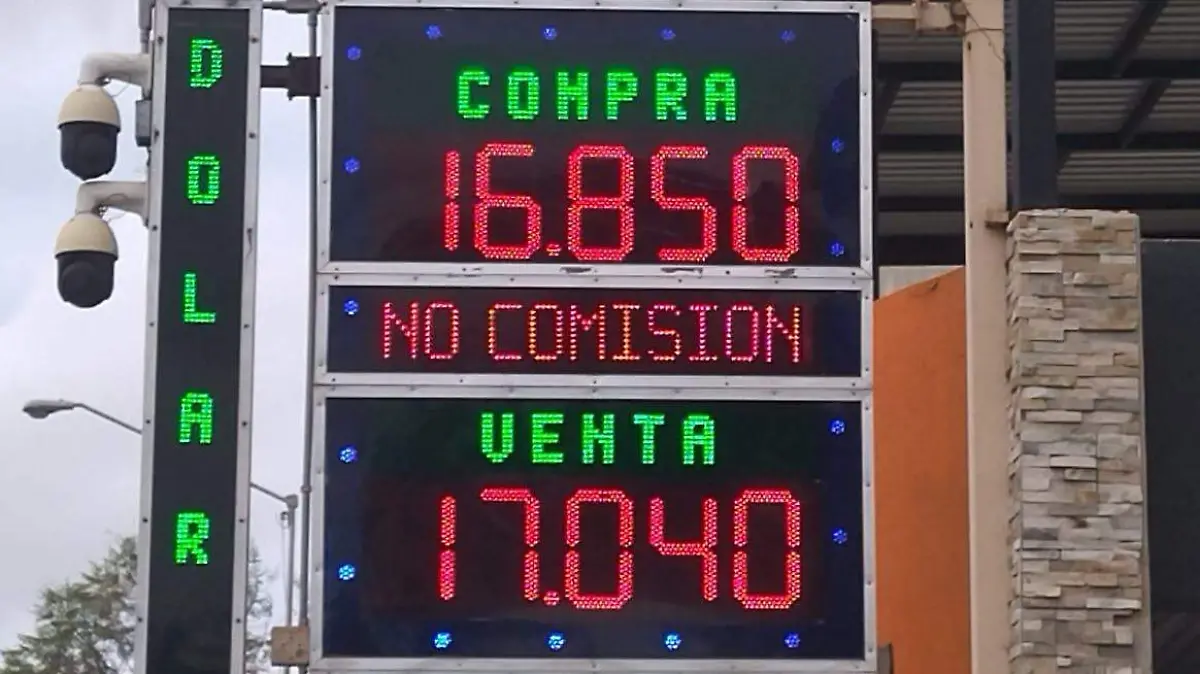 DOLAR
COMPRA
16.850
NO COMISION
VENTA
17.040